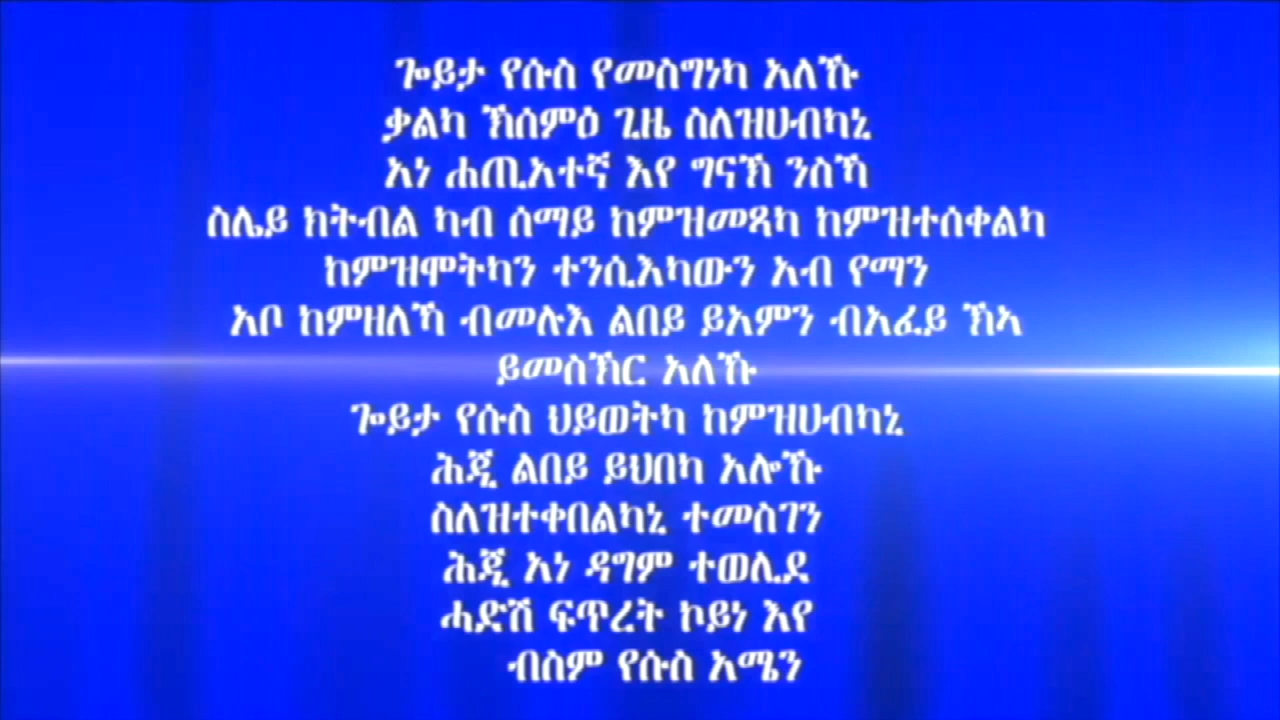 ጐይታ የሱስ የመስግነካ አለኹ
ቃልካ ኽሰምዕ ጊዜ ስለዝሀብካኒ
አነ ሐጢአተኛ እየ ግናኽ ንስኻ
ስሌይ ክትብል ካብ ሰማይ ከምዝመጻካ ከምዝተሰቀልካ
ከምዝሞትካን ተንሲእካውን አብ የማን
አቦ ከምዘለኻ ብመሉእ ልበይ ይአምን ብአፈይ ኽኣ
ይመስኽር አለኹ
ጐይታ የሱስ ህይወትካ ከምዝሀብካኒ
ሕጂ ልበይ ይህበካ አሎኹ
ስለዝተቀበልካኒ ተመስገን
ሕጂ አነ ዳግም ተወሊደ
ሓድሽ ፍጥረት ኮይነ እየ
ብስም የሱስ አሜን